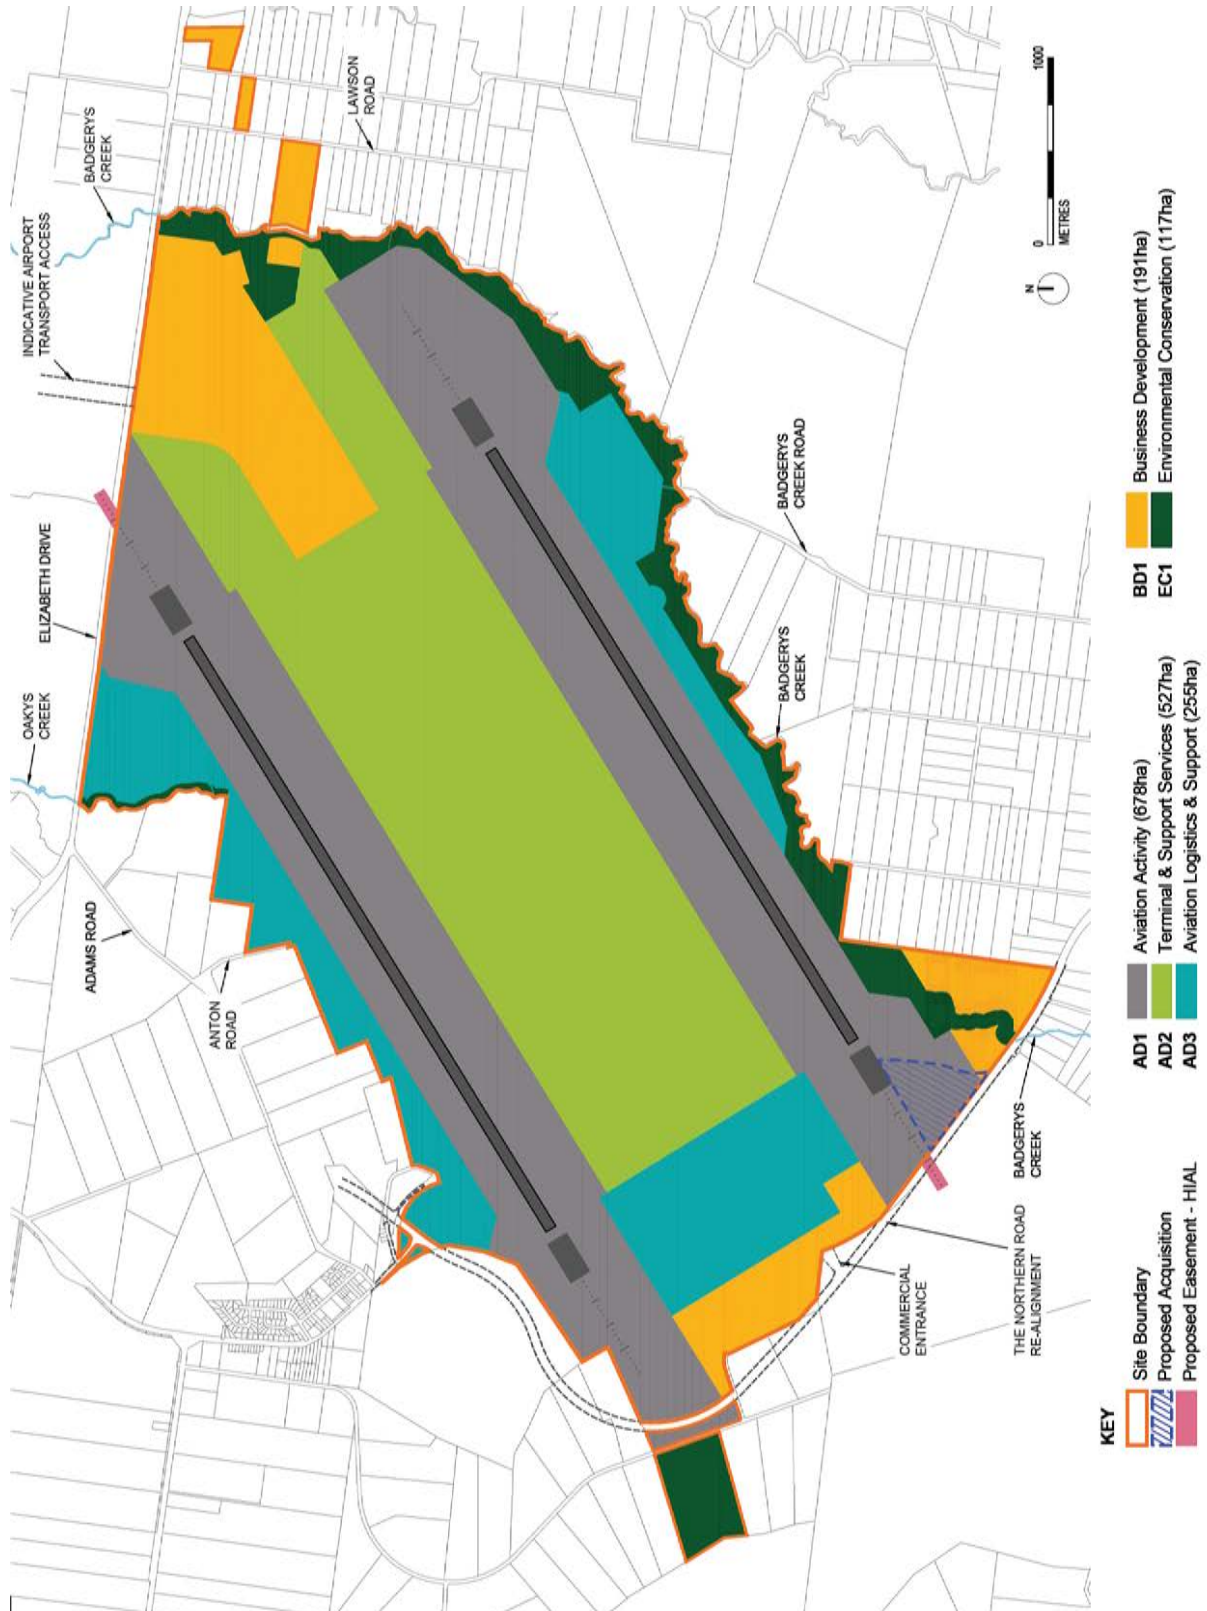 OAKYS
CREEK
ELIZABETH DRIVE
INDICATIVE AIRPORT
TRANSPORT ACCESS
BADGERYS
CREEK
LAWSON
ROAD
ADAMS ROAD
ANTON
ROAD
BADGERYS
CREEK ROAD
BADGERYS
CREEK
BADGERYS
CREEK
COMMERCIAL
ENTRANCE
THE NORTHERN ROAD
RE-ALIGNMENT
N
0
1000
METRES
KEY
Site Boundary
Proposed Acquisition
Proposed Easement - HIAL
AD1 Aviation Activity (678ha)
AD2 Terminal & Support Services (527ha)
AD3 Aviation Logistics & Support (255ha)
BD1 Business Development (191ha)
EC1 Environmental Conservation (117ha)